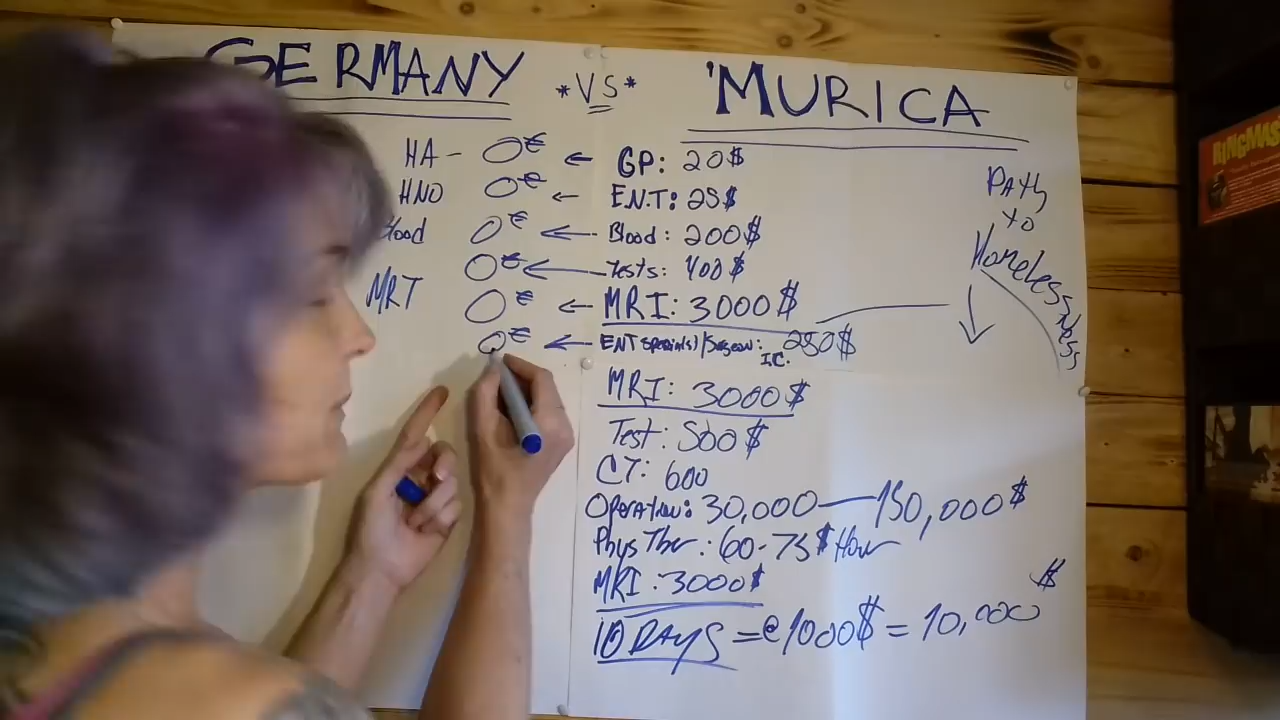 GERMANY *VS* 'MURICA
HA - 0€ ← GP: 20$
HNO 0€ ← E.N.T: 25$
Blood 0€ ← Blood: 200$
0€ ← Tests: 400$
MRT 0€ ← MRI: 3000$
0€ ← ENT Specialist/Surgeon: 250$
I.C.
MRI: 3000$
Test: 500$
CT: 600
Operation: 30,000 — 150,000$
Phys Ther.: 60-75$ Hour
MRI: 3000$
10 DAYS = @1000$ = 10,000$
Path
to
Homelessness
RINGMAS